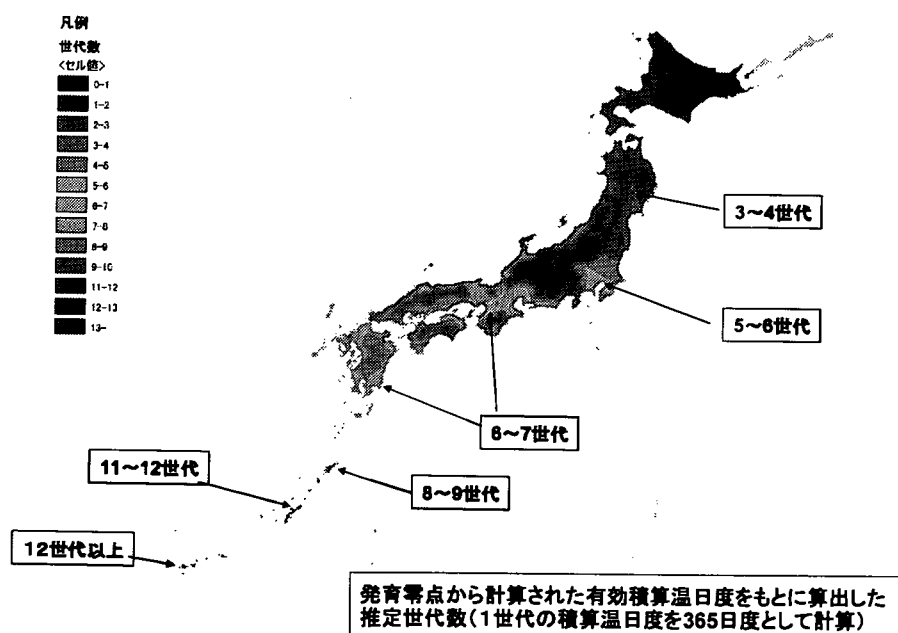 凡例
世代数
<セル値>
0-1
1-2
2-3
3-4
4-5
5-6
6-7
7-8
8-9
9-10
11-12
12-13
13-
3～4世代
5～6世代
6～7世代
11～12世代
8～9世代
12世代以上
発育零点から計算された有効積算温日度をもとに算出した
推定世代数(1世代の積算温日度を365日度として計算)